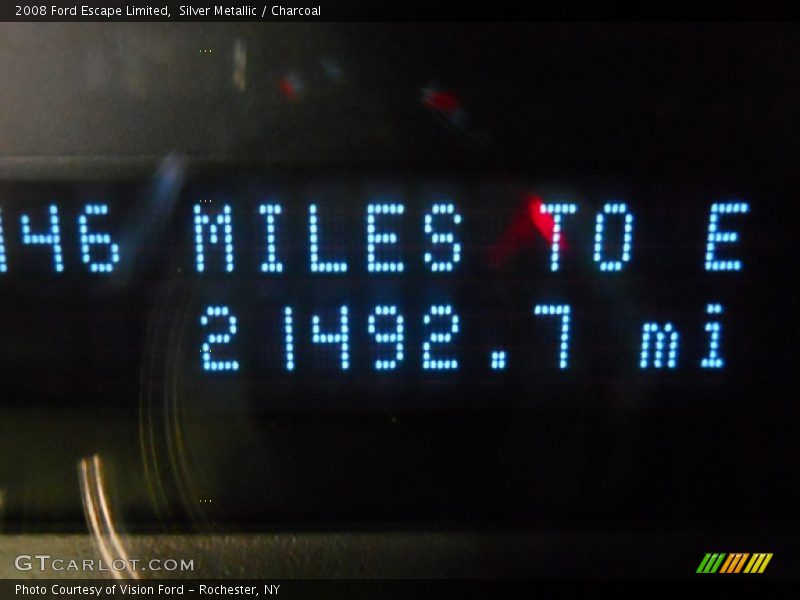 2008 Ford Escape Limited, Silver Metallic / Charcoal
146 MILES TO E
21492.7 mi
GTCARLOT.COM
Photo Courtesy of Vision Ford - Rochester, NY